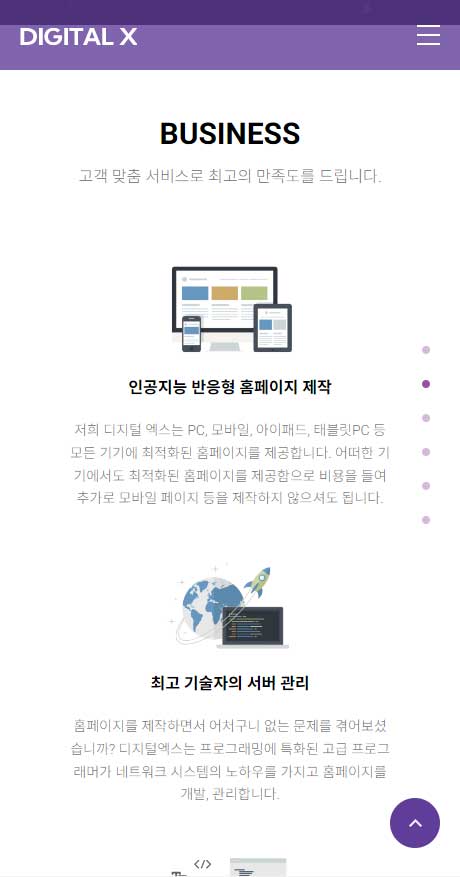 DIGITAL X
BUSINESS
고객 맞춤 서비스로 최고의 만족도를 드립니다.
인공지능 반응형 홈페이지 제작
저희 디지털 엑스는 PC, 모바일, 아이패드, 태블릿PC 등
모든 기기에 최적화된 홈페이지를 제공합니다. 어떠한 기
기에서도 최적화된 홈페이지를 제공함으로 비용을 들여
추가로 모바일 페이지 등을 제작하지 않으셔도 됩니다.
최고 기술자의 서버 관리
홈페이지를 제작하면서 어처구니 없는 문제를 겪어보셨
습니까? 디지털엑스는 프로그래밍에 특화된 고급 프로그
래머가 네트워크 시스템의 노하우를 가지고 홈페이지를
개발, 관리합니다.